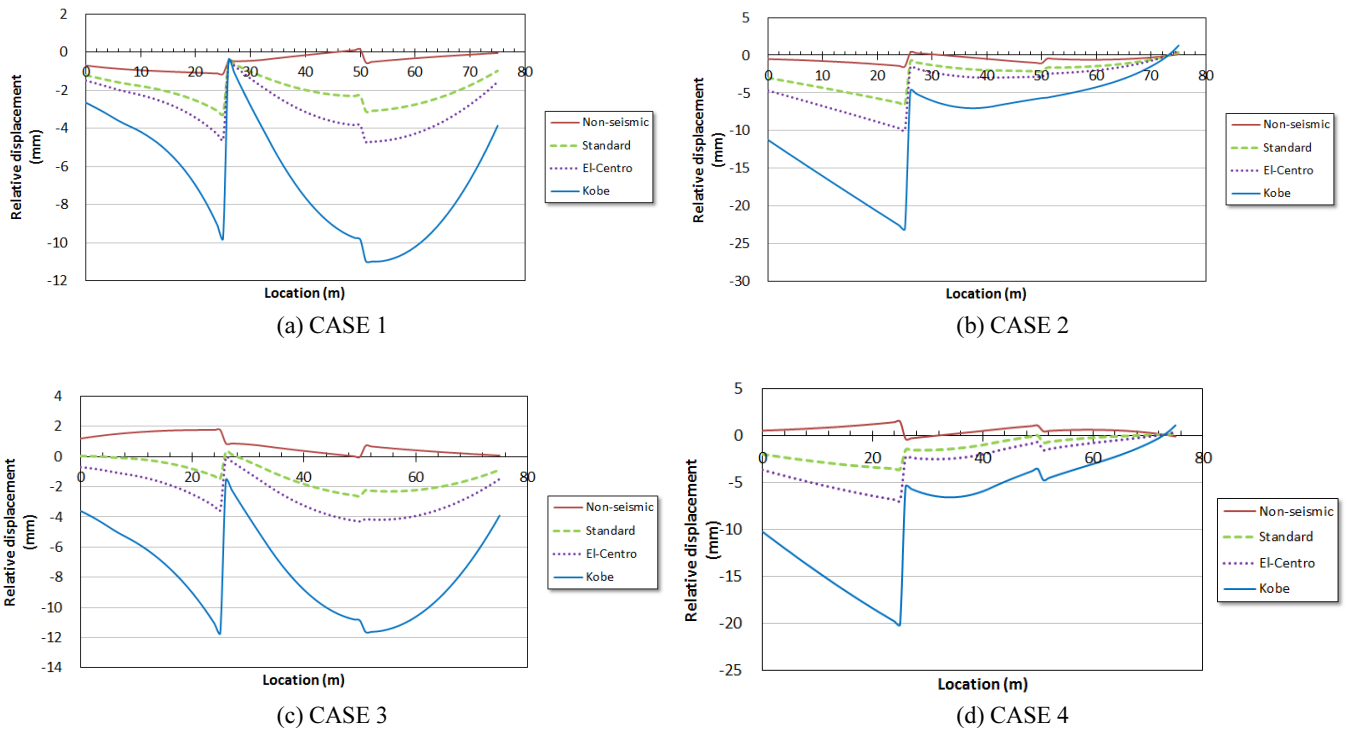 2
0
-2
-4
-6
-8
-10
-12
0 10 20 30 40 50 60 70 80
Relative displacement
(mm)
Location (m)
Non-seismic
Standard
El-Centro
Kobe
(a) CASE 1
5
0
-5
-10
-15
-20
-25
-30
0 10 20 30 40 50 60 70 80
Relative displacement
(mm)
Location (m)
Non-seismic
Standard
El-Centro
Kobe
(b) CASE 2
4
2
0
-2
-4
-6
-8
-10
-12
-14
0 20 40 60 80
Relative displacement
(mm)
Location (m)
Non-seismic
Standard
El-Centro
Kobe
(c) CASE 3
5
0
-5
-10
-15
-20
-25
0 20 40 60 80
Relative displacement
(mm)
Location (m)
Non-seismic
Standard
El-Centro
Kobe
(d) CASE 4